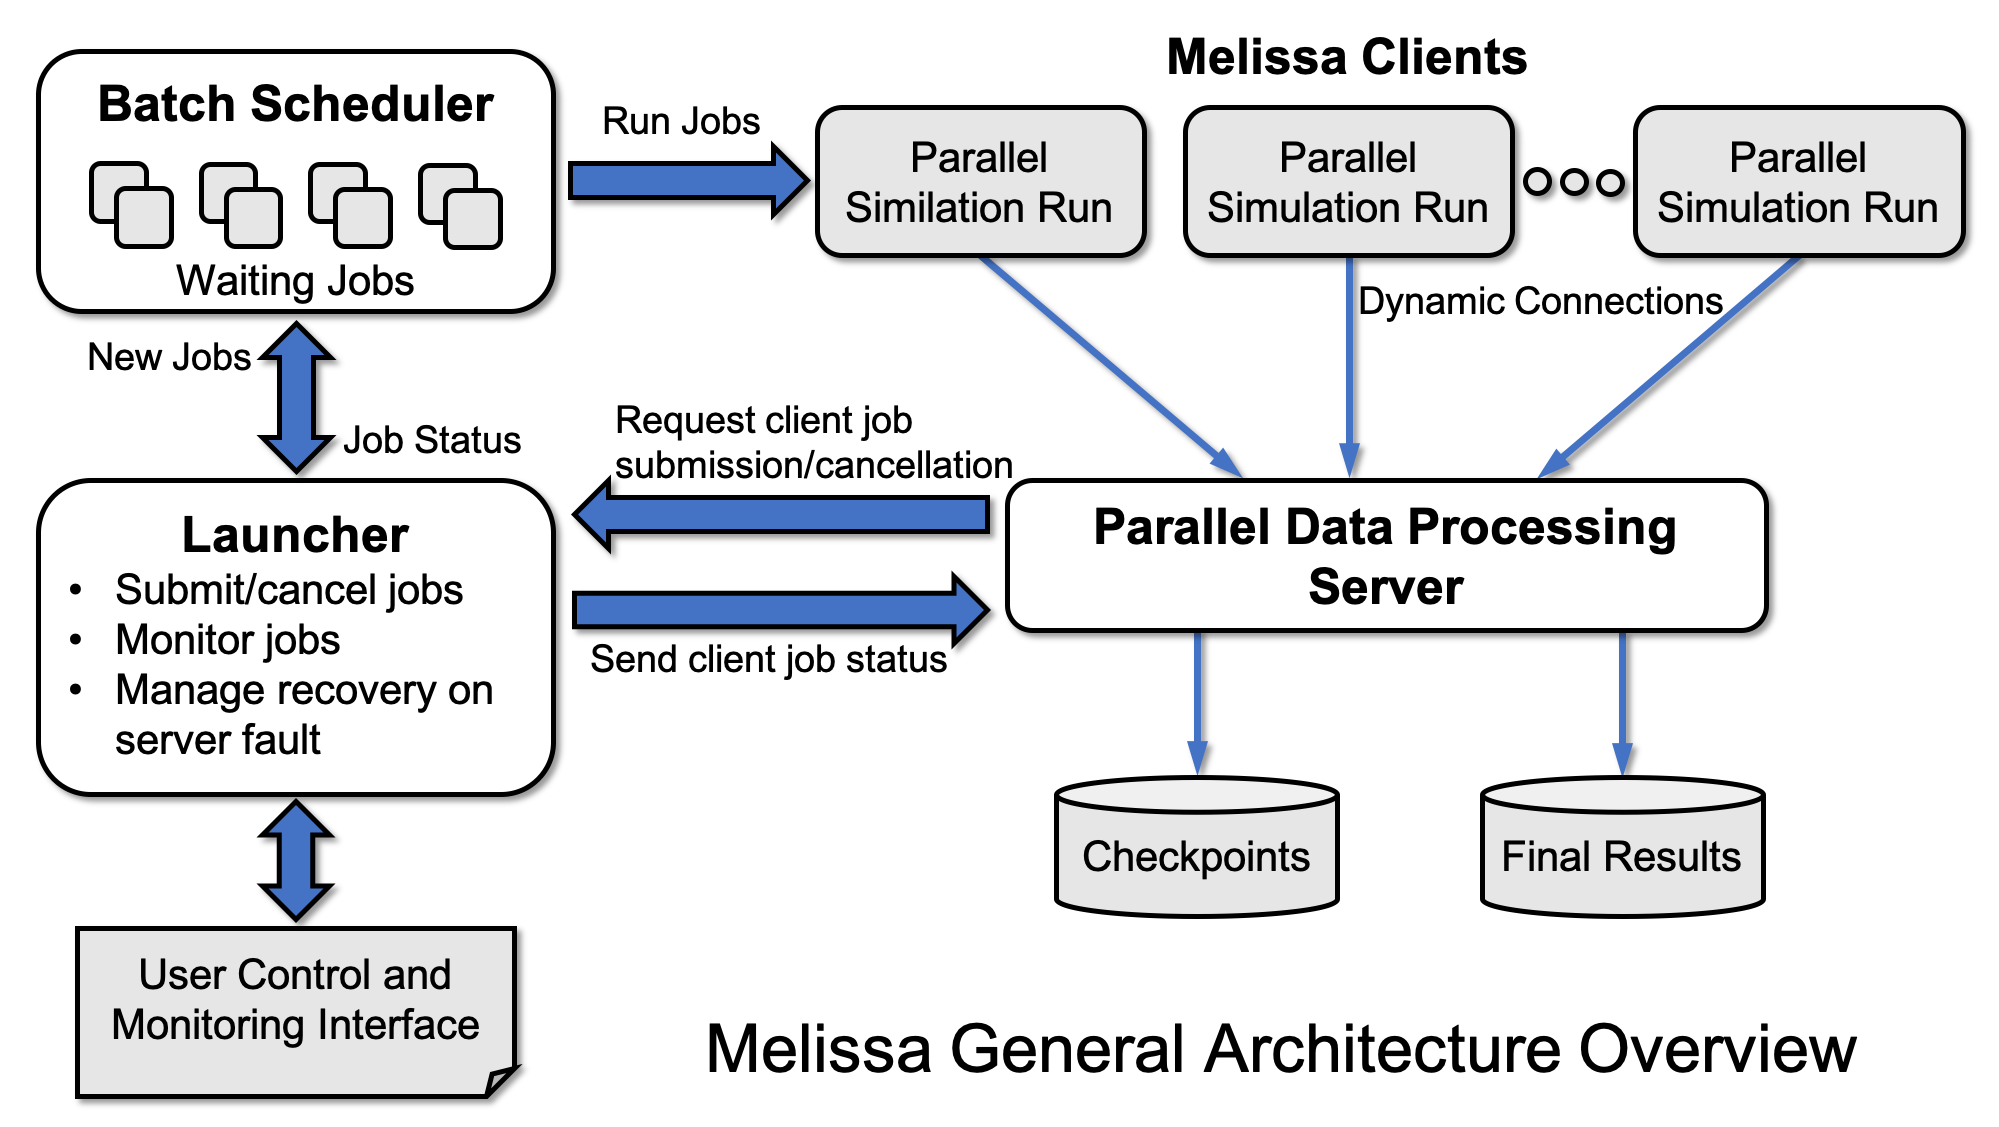 Melissa Clients
Batch Scheduler
Waiting Jobs
Run Jobs
Parallel
Similation Run
Parallel
Simulation Run
Parallel
Simulation Run
Dynamic Connections
New Jobs
Job Status
Request client job
submission/cancellation
Launcher
• Submit/cancel jobs
• Monitor jobs
• Manage recovery on
server fault
Send client job status
Parallel Data Processing
Server
Checkpoints
Final Results
User Control and
Monitoring Interface
Melissa General Architecture Overview